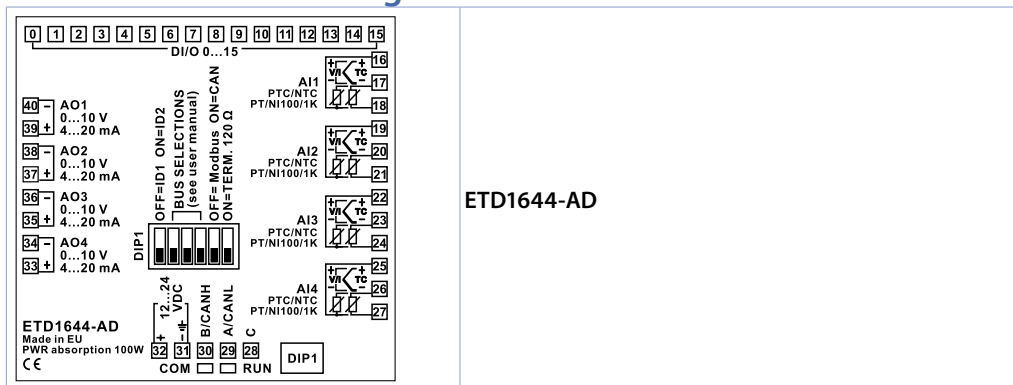 0 1 2 3 4 5 6 7 8 9 10 11 12 13 14 15
DI/O 0...15
40 - AO1
0...10 V
39 + 4...20 mA
38 - AO2
0...10 V
37 + 4...20 mA
36 - AO3
0...10 V
35 + 4...20 mA
34 - AO4
0...10 V
33 + 4...20 mA
OFF=ID1 ON=ID2
BUS SELECTIONS
(see user manual)
OFF= Modbus ON=CAN
ON=TERM. 120 Ω
DIP1
16
+ V/I + TC
- -
17
AI1
PTC/NTC
PT/NI100/1K
18
19
+ V/I + TC
- -
20
AI2
PTC/NTC
PT/NI100/1K
21
22
+ V/I + TC
- -
23
AI3
PTC/NTC
PT/NI100/1K
24
25
+ V/I + TC
- -
26
AI4
PTC/NTC
PT/NI100/1K
27
12...24
VDC
+ -
B/CANH
A/CANL
C
32 31 30 29 28
COM RUN
DIP1
ETD1644-AD
Made in EU
PWR absorption 100W
CE
ETD1644-AD